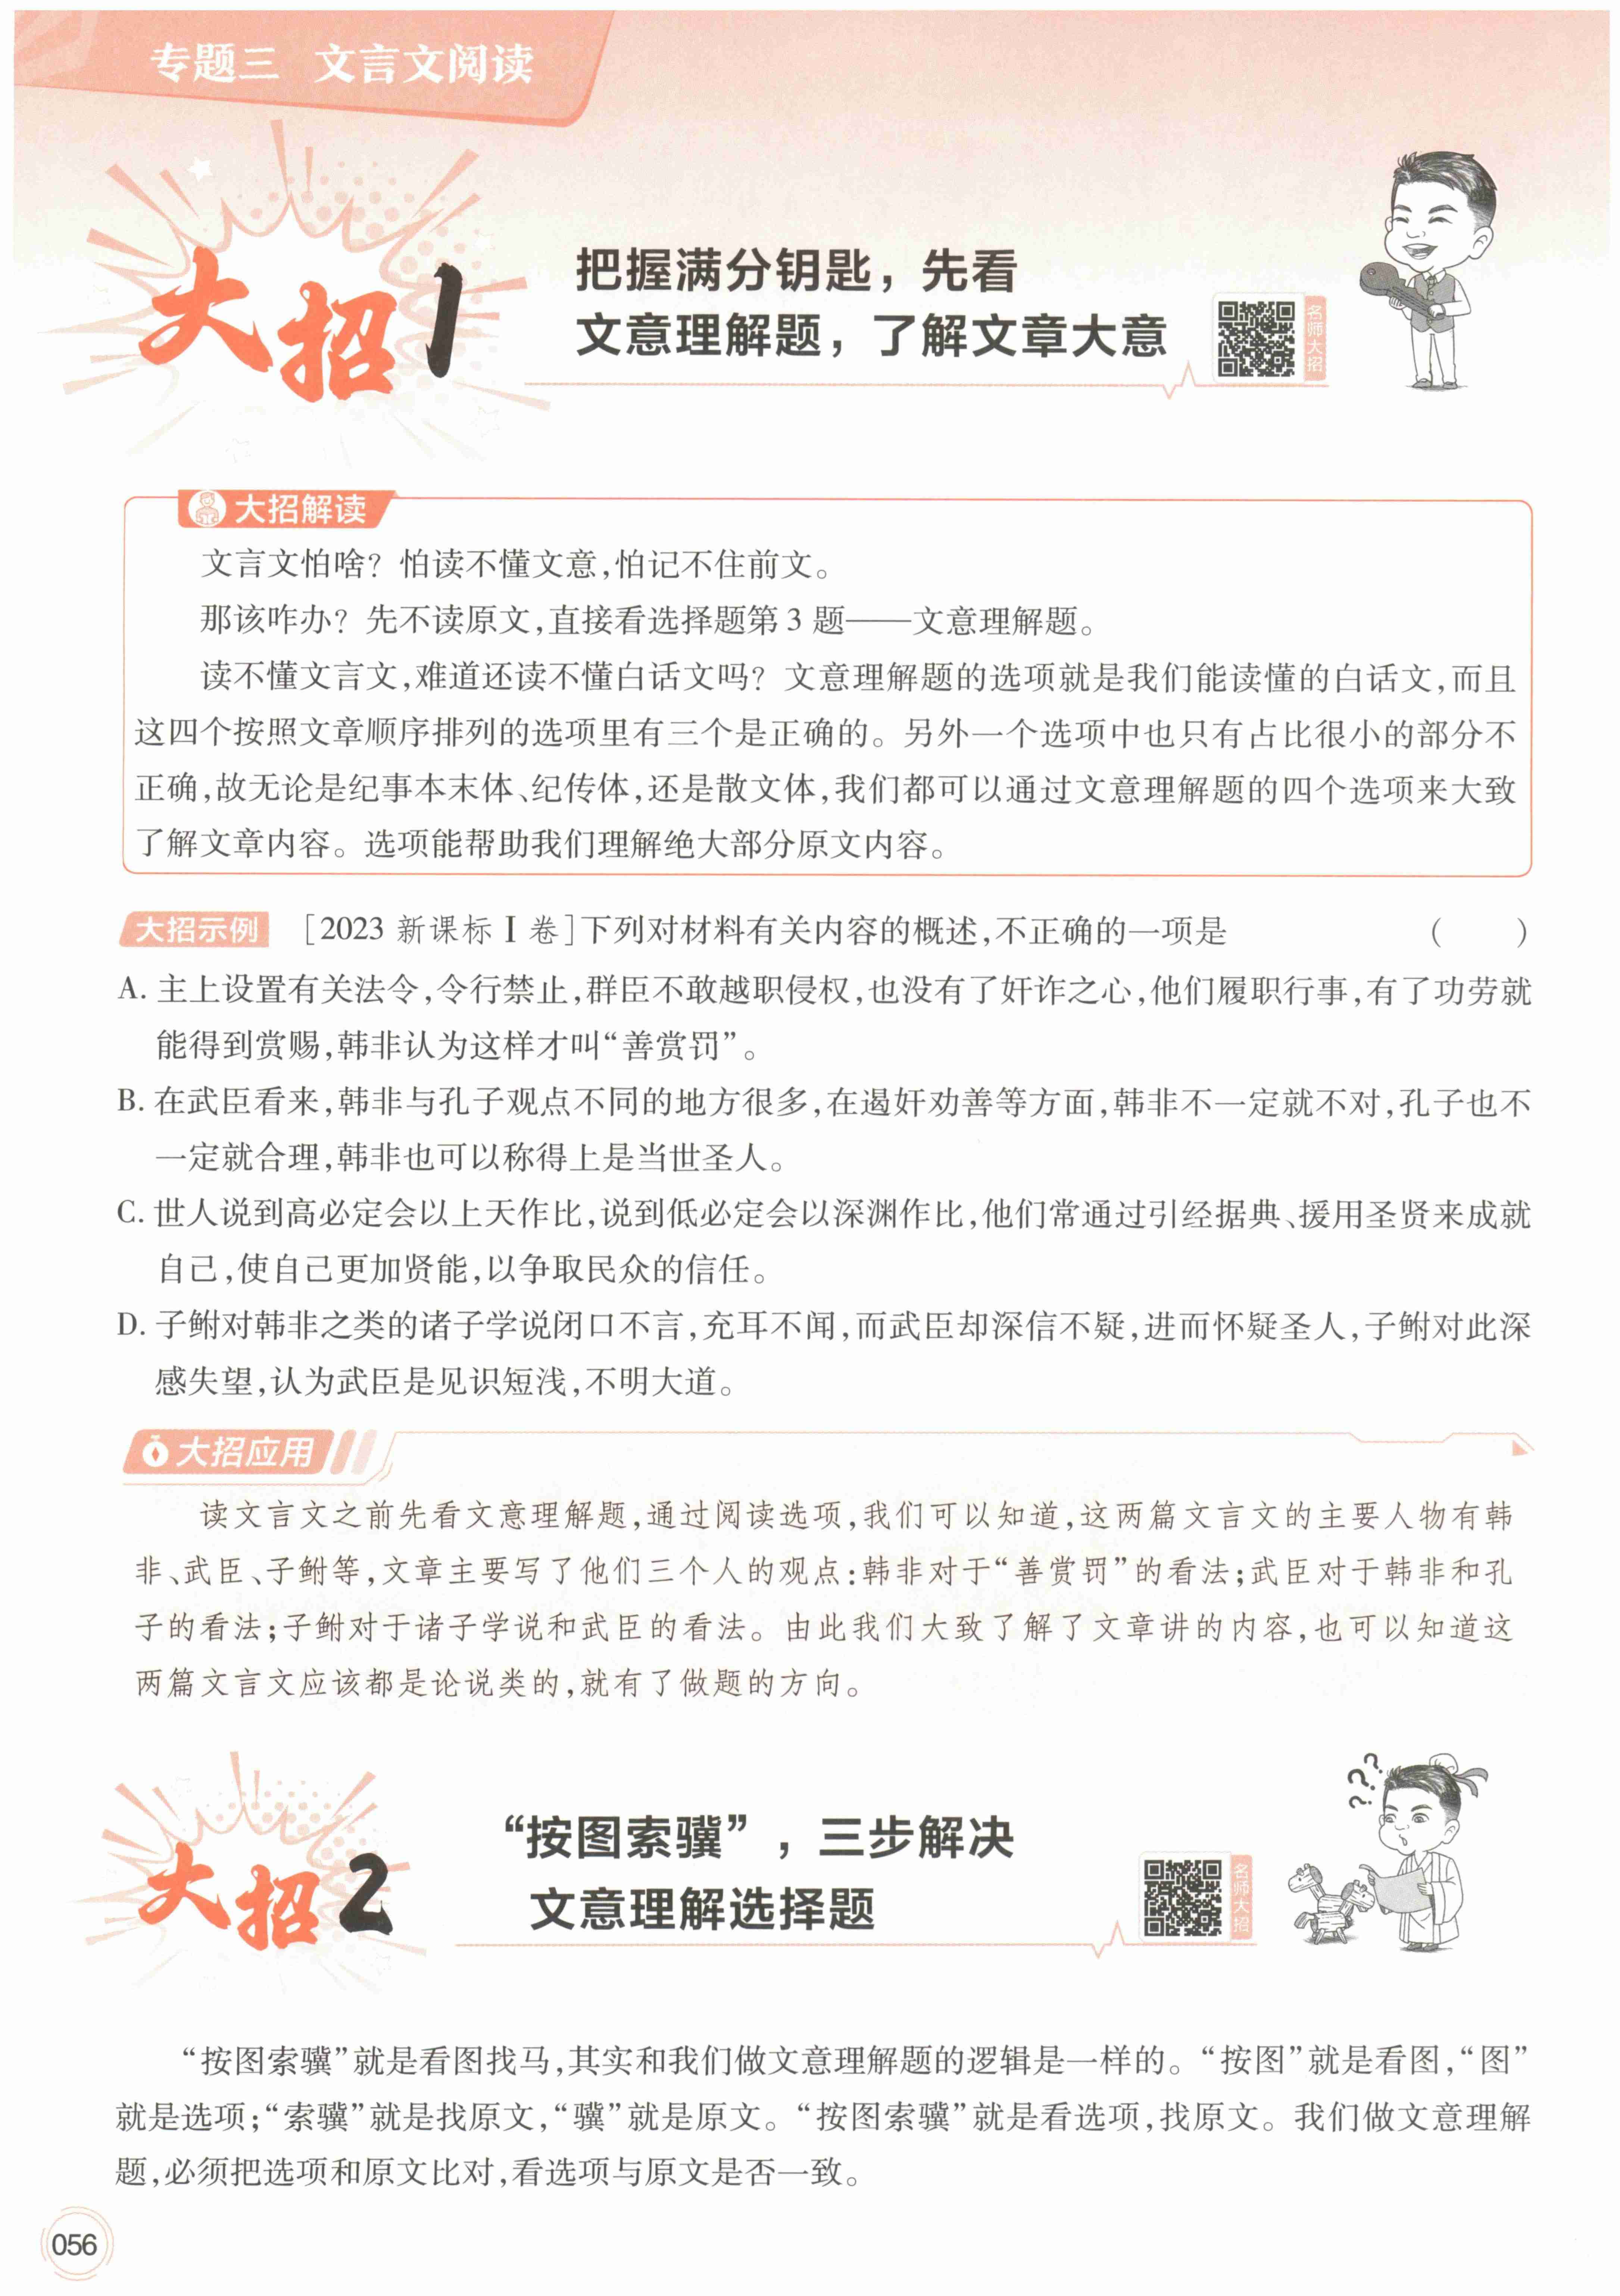 专题三 文言文阅读
大招1
把握满分钥匙，先看
文意理解题，了解文章大意
名师大招
大招解读
文言文怕啥？怕读不懂文意，怕记不住前文。
那该咋办？先不读原文，直接看选择题第3题——文意理解题。
读不懂文言文，难道还读不懂白话文吗？文意理解题的选项就是我们能读懂的白话文，而且
这四个按照文章顺序排列的选项里有三个是正确的。另外一个选项中也只有占比很小的部分不
正确，故无论是纪事本末体、纪传体，还是散文体，我们都可以通过文意理解题的四个选项来大致
了解文章内容。选项能帮助我们理解绝大部分原文内容。
大招示例 ［2023 新课标Ⅰ卷］下列对材料有关内容的概述，不正确的一项是 （ ）
A. 主上设置有关法令，令行禁止，群臣不敢越职侵权，也没有了奸诈之心，他们履职行事，有了功劳就
能得到赏赐，韩非认为这样才叫“善赏罚”。
B. 在武臣看来，韩非与孔子观点不同的地方很多，在遏奸劝善等方面，韩非不一定就不对，孔子也不
一定就合理，韩非也可以称得上是当世圣人。
C. 世人说到高必定会以上天作比，说到低必定会以深渊作比，他们常通过引经据典、援用圣贤来成就
自己，使自己更加贤能，以争取民众的信任。
D. 子鲋对韩非之类的诸子学说闭口不言，充耳不闻，而武臣却深信不疑，进而怀疑圣人，子鲋对此深
感失望，认为武臣是见识短浅，不明大道。
大招应用
读文言文之前先看文意理解题，通过阅读选项，我们可以知道，这两篇文言文的主要人物有韩
非、武臣、子鲋等，文章主要写了他们三个人的观点：韩非对于“善赏罚”的看法；武臣对于韩非和孔
子的看法；子鲋对于诸子学说和武臣的看法。由此我们大致了解了文章讲的内容，也可以知道这
两篇文言文应该都是论说类的，就有了做题的方向。
大招2
“按图索骥”，三步解决
文意理解选择题
名师大招
???
“按图索骥”就是看图找马，其实和我们做文意理解题的逻辑是一样的。“按图”就是看图，“图”
就是选项；“索骥”就是找原文，“骥”就是原文。“按图索骥”就是看选项，找原文。我们做文意理解
题，必须把选项和原文比对，看选项与原文是否一致。
056